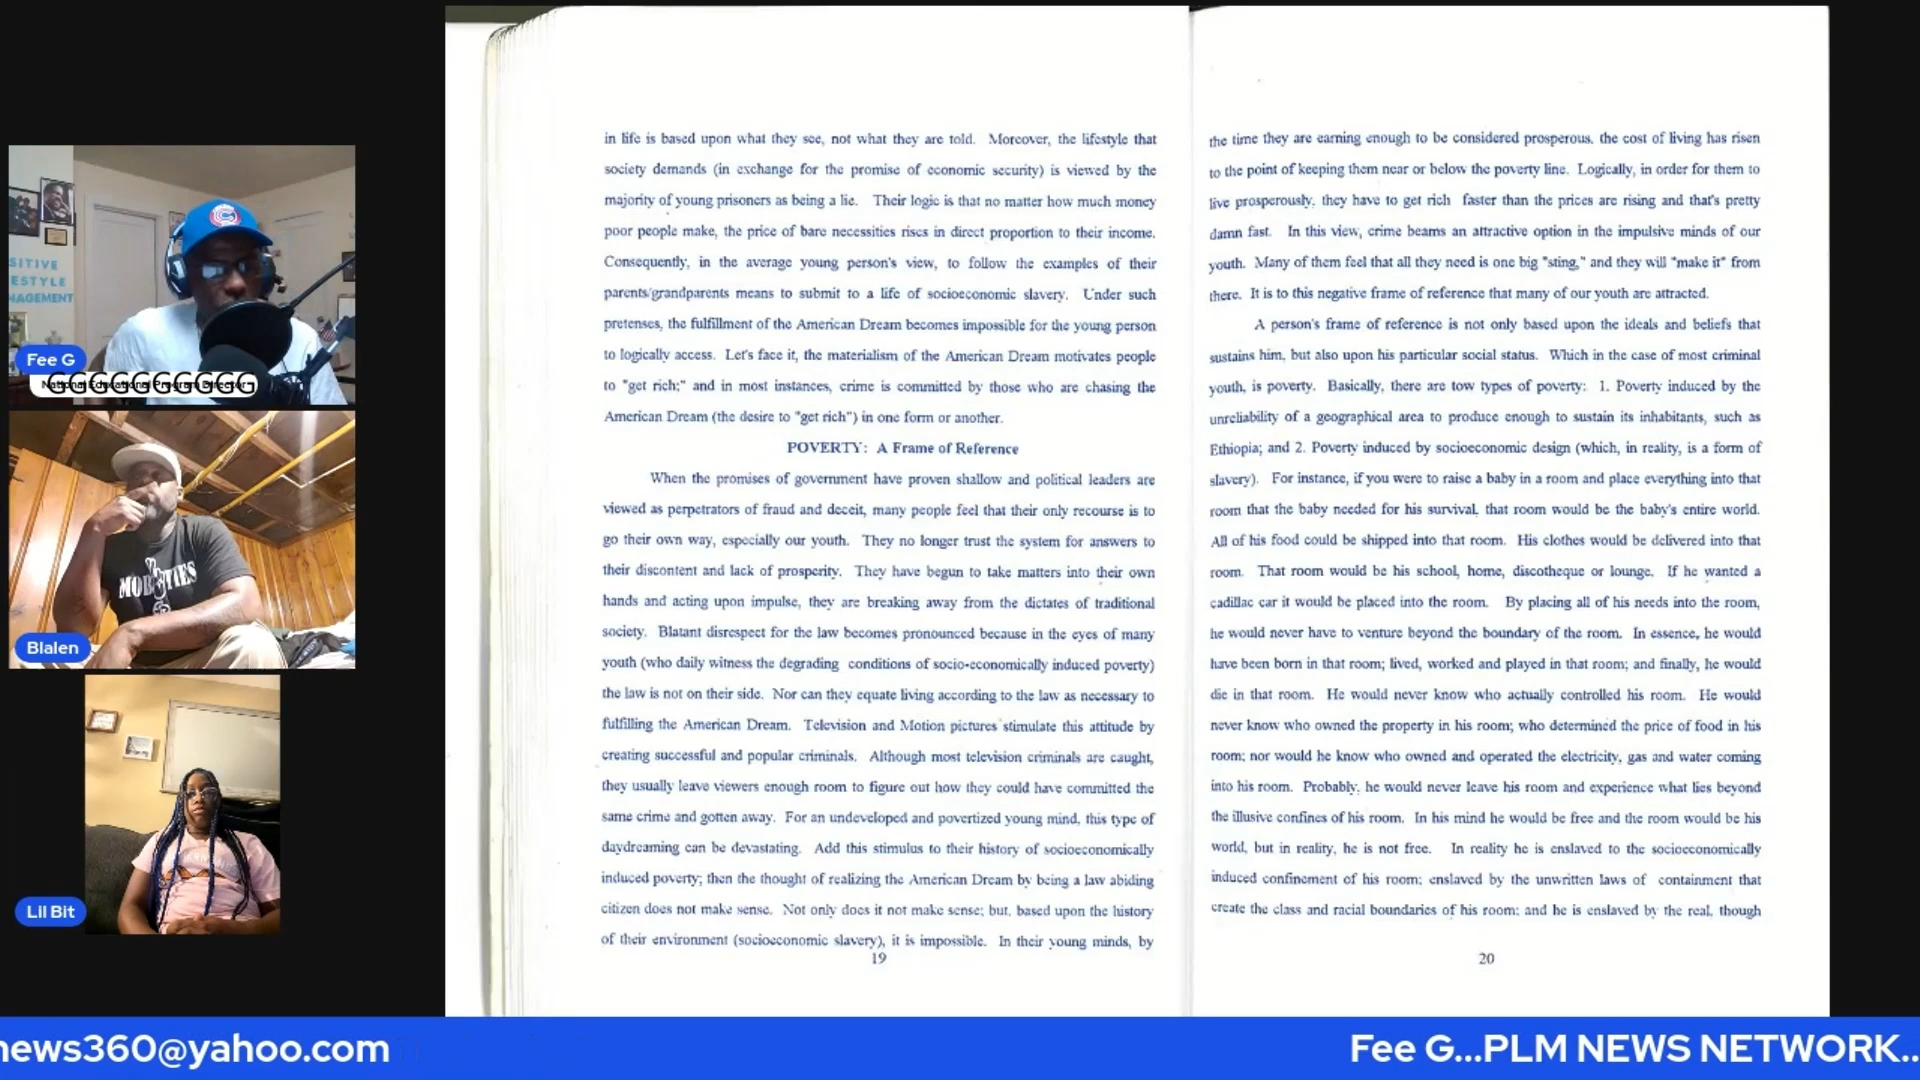 SITIVE
ESTYLE
NAGEMENT
Fee G
National Educational Program Director
GGGGGGGGGG
MOB TIES
Blalen
Lil Bit
in life is based upon what they see, not what they are told. Moreover, the lifestyle that
society demands (in exchange for the promise of economic security) is viewed by the
majority of young prisoners as being a lie. Their logic is that no matter how much money
poor people make, the price of bare necessities rises in direct proportion to their income.
Consequently, in the average young person's view, to follow the examples of their
parents/grandparents means to submit to a life of socioeconomic slavery. Under such
pretenses, the fulfillment of the American Dream becomes impossible for the young person
to logically access. Let's face it, the materialism of the American Dream motivates people
to "get rich;" and in most instances, crime is committed by those who are chasing the
American Dream (the desire to "get rich") in one form or another.
POVERTY: A Frame of Reference
When the promises of government have proven shallow and political leaders are
viewed as perpetrators of fraud and deceit, many people feel that their only recourse is to
go their own way, especially our youth. They no longer trust the system for answers to
their discontent and lack of prosperity. They have begun to take matters into their own
hands and acting upon impulse, they are breaking away from the dictates of traditional
society. Blatant disrespect for the law becomes pronounced because in the eyes of many
youth (who daily witness the degrading conditions of socio-economically induced poverty)
the law is not on their side. Nor can they equate living according to the law as necessary to
fulfilling the American Dream. Television and Motion pictures stimulate this attitude by
creating successful and popular criminals. Although most television criminals are caught,
they usually leave viewers enough room to figure out how they could have committed the
same crime and gotten away. For an undeveloped and povertized young mind, this type of
daydreaming can be devastating. Add this stimulus to their history of socioeconomically
induced poverty; then the thought of realizing the American Dream by being a law abiding
citizen does not make sense. Not only does it not make sense; but, based upon the history
of their environment (socioeconomic slavery), it is impossible. In their young minds, by
19
the time they are earning enough to be considered prosperous, the cost of living has risen
to the point of keeping them near or below the poverty line. Logically, in order for them to
live prosperously, they have to get rich faster than the prices are rising and that's pretty
damn fast. In this view, crime beams an attractive option in the impulsive minds of our
youth. Many of them feel that all they need is one big "sting," and they will "make it" from
there. It is to this negative frame of reference that many of our youth are attracted.
A person's frame of reference is not only based upon the ideals and beliefs that
sustains him, but also upon his particular social status. Which in the case of most criminal
youth, is poverty. Basically, there are tow types of poverty: 1. Poverty induced by the
unreliability of a geographical area to produce enough to sustain its inhabitants, such as
Ethiopia; and 2. Poverty induced by socioeconomic design (which, in reality, is a form of
slavery). For instance, if you were to raise a baby in a room and place everything into that
room that the baby needed for his survival, that room would be the baby's entire world.
All of his food could be shipped into that room. His clothes would be delivered into that
room. That room would be his school, home, discotheque or lounge. If he wanted a
cadillac car it would be placed into the room. By placing all of his needs into the room,
he would never have to venture beyond the boundary of the room. In essence, he would
have been born in that room; lived, worked and played in that room; and finally, he would
die in that room. He would never know who actually controlled his room. He would
never know who owned the property in his room; who determined the price of food in his
room; nor would he know who owned and operated the electricity, gas and water coming
into his room. Probably, he would never leave his room and experience what lies beyond
the illusive confines of his room. In his mind he would be free and the room would be his
world, but in reality, he is not free. In reality he is enslaved to the socioeconomically
induced confinement of his room; enslaved by the unwritten laws of containment that
create the class and racial boundaries of his room; and he is enslaved by the real, though
20
news360@yahoo.com
Fee G...PLM NEWS NETWORK..